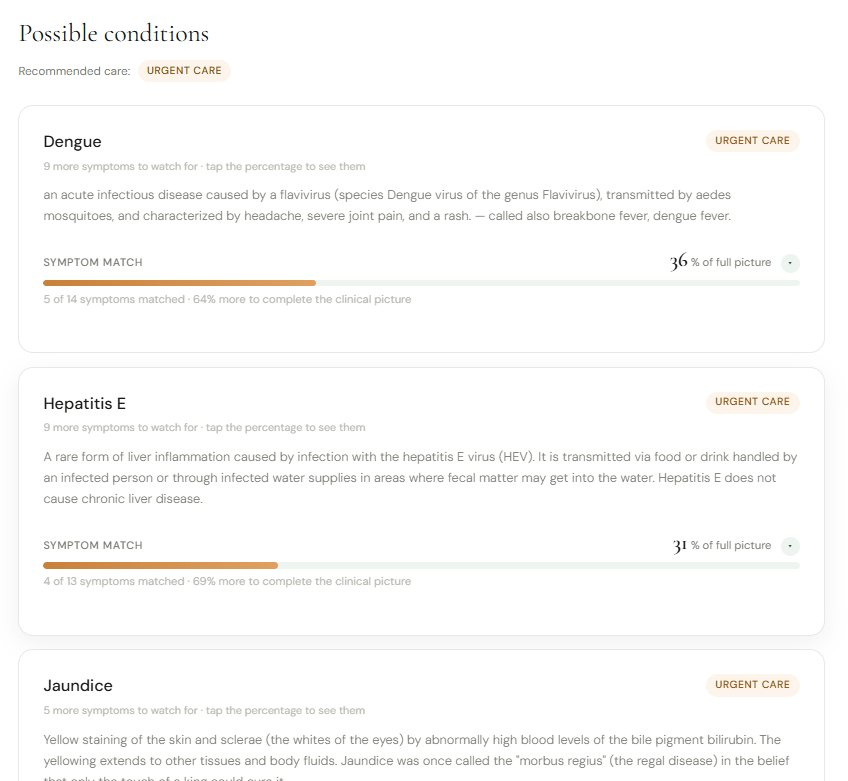 Possible conditions
Recommended care: URGENT CARE
Dengue URGENT CARE
9 more symptoms to watch for · tap the percentage to see them
an acute infectious disease caused by a flavivirus (species Dengue virus of the genus Flavivirus), transmitted by aedes
mosquitoes, and characterized by headache, severe joint pain, and a rash. — called also breakbone fever, dengue fever.
SYMPTOM MATCH 36 % of full picture
5 of 14 symptoms matched · 64% more to complete the clinical picture
Hepatitis E URGENT CARE
9 more symptoms to watch for · tap the percentage to see them
A rare form of liver inflammation caused by infection with the hepatitis E virus (HEV). It is transmitted via food or drink handled by
an infected person or through infected water supplies in areas where fecal matter may get into the water. Hepatitis E does not
cause chronic liver disease.
SYMPTOM MATCH 31 % of full picture
4 of 13 symptoms matched · 69% more to complete the clinical picture
Jaundice URGENT CARE
5 more symptoms to watch for · tap the percentage to see them
Yellow staining of the skin and sclerae (the whites of the eyes) by abnormally high blood levels of the bile pigment bilirubin. The
yellowing extends to other tissues and body fluids. Jaundice was once called the "morbus regius" (the regal disease) in the belief
that only the touch of a king could cure it